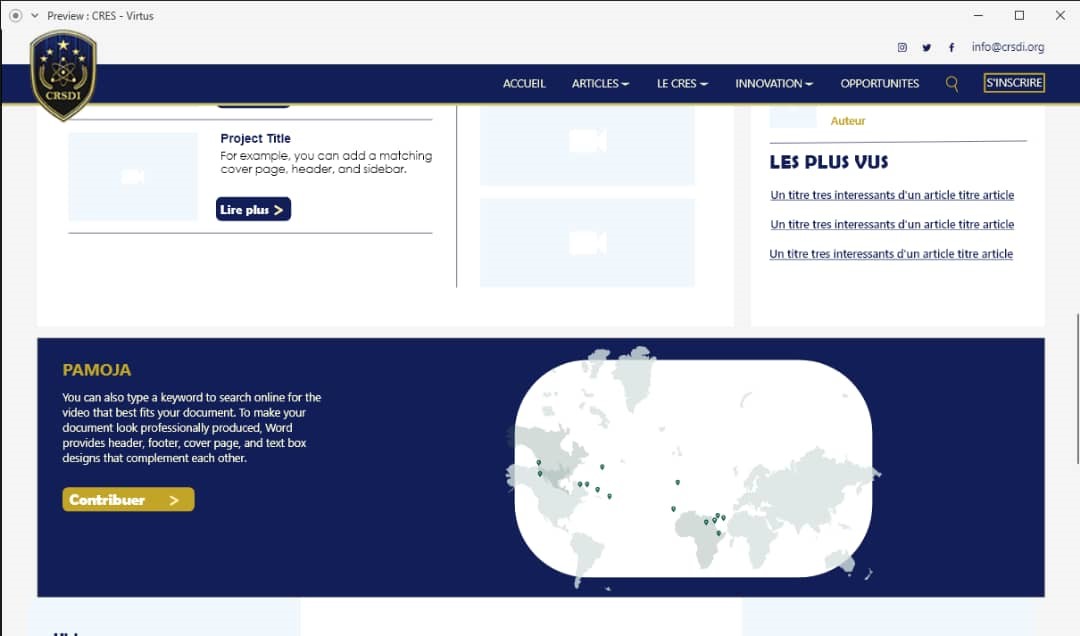 Preview : CRES - Virtus
info@crsdi.org
CRSDI
ACCUEIL
ARTICLES
LE CRES
INNOVATION
OPPORTUNITES
S'INSCRIRE
Project Title
For example, you can add a matching
cover page, header, and sidebar.
Lire plus >
Auteur
LES PLUS VUS
Un titre tres interessants d'un article titre article
Un titre tres interessants d'un article titre article
Un titre tres interessants d'un article titre article
PAMOJA
You can also type a keyword to search online for the
video that best fits your document. To make your
document look professionally produced, Word
provides header, footer, cover page, and text box
designs that complement each other.
Contribuer >